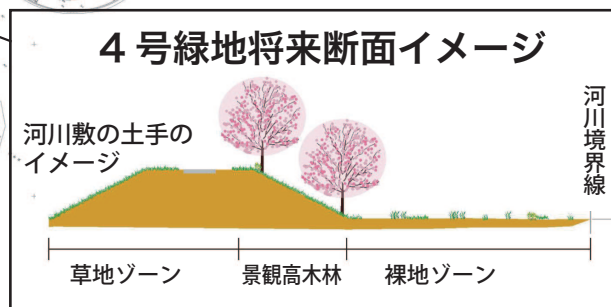 4号緑地将来断面イメージ
河川敷の土手の
イメージ
河川境界線
草地ゾーン
景観高木林
裸地ゾーン